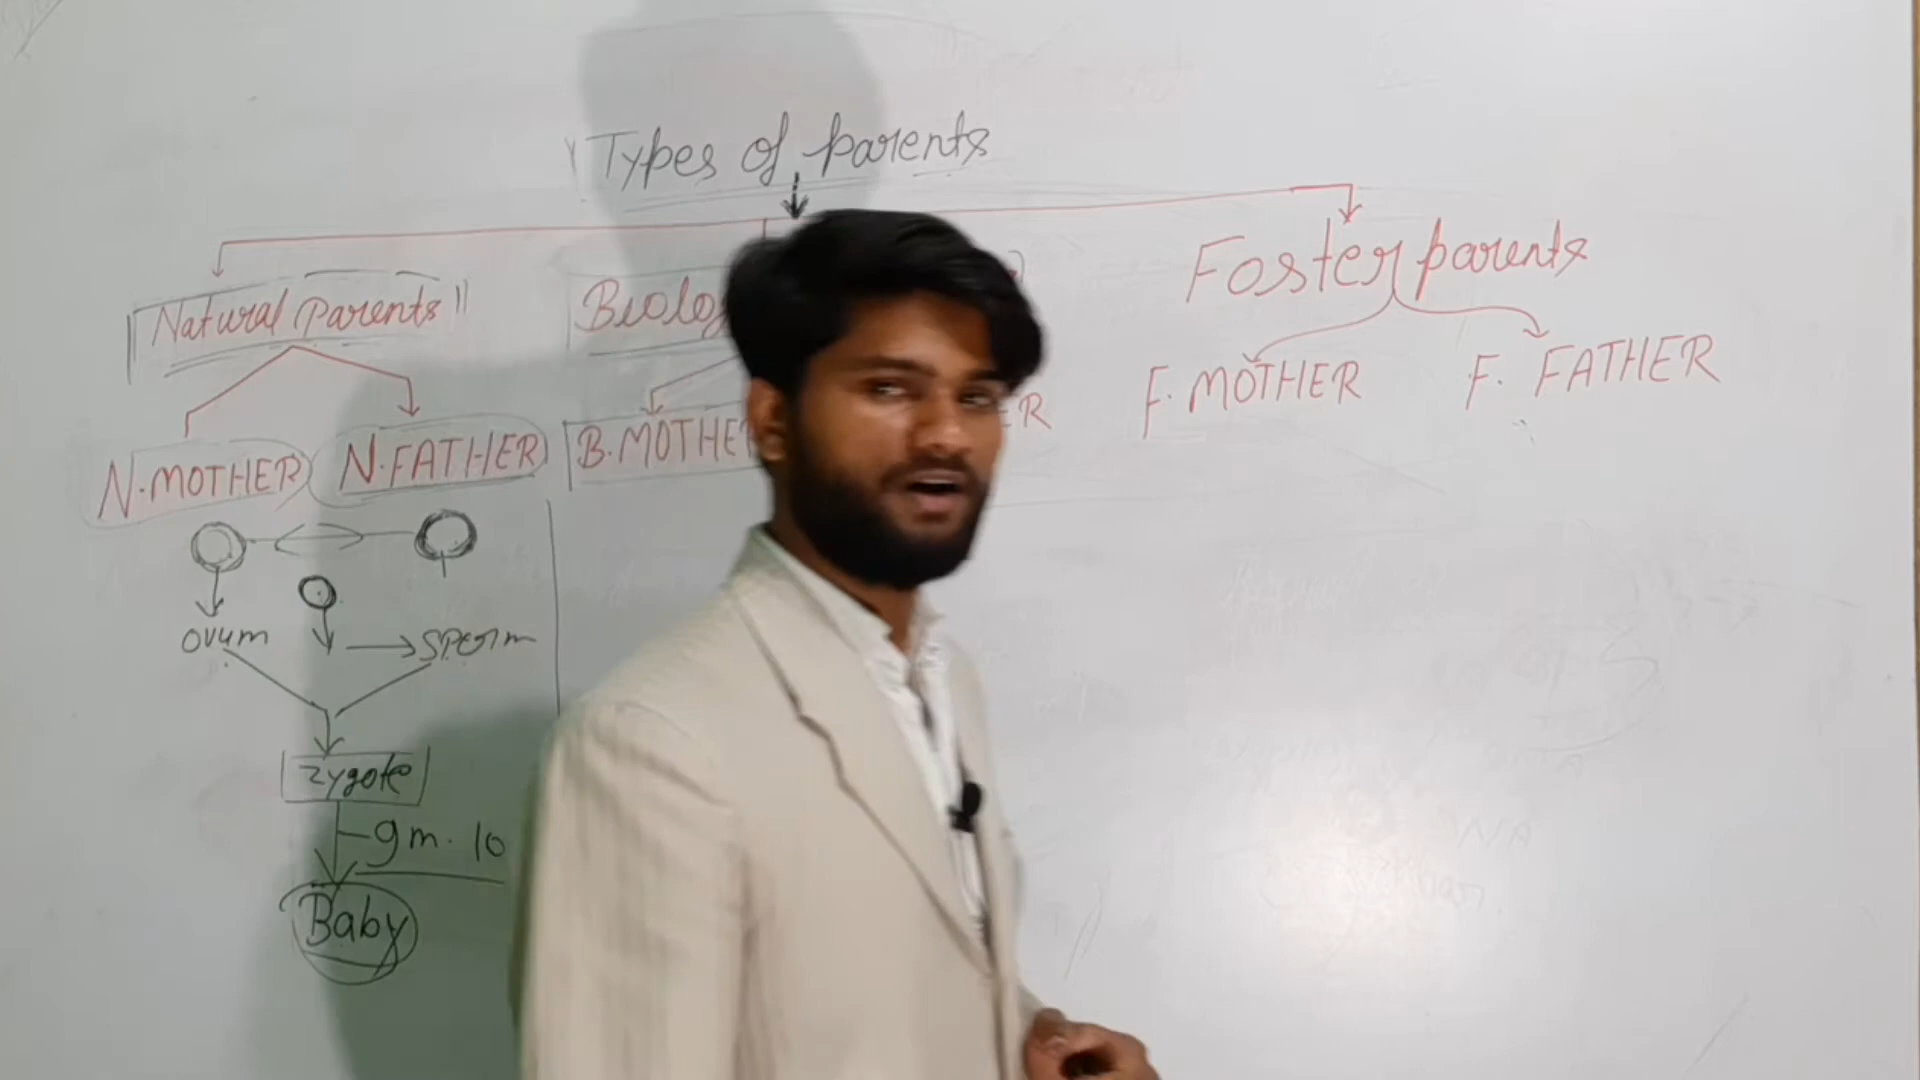 Types of parents
Natural parents
Foster parents
N.MOTHER
N.FATHER
B.MOTHE
ER
F. MOTHER
F. FATHER
ovum
sperm
zygote
9m. 10
Baby